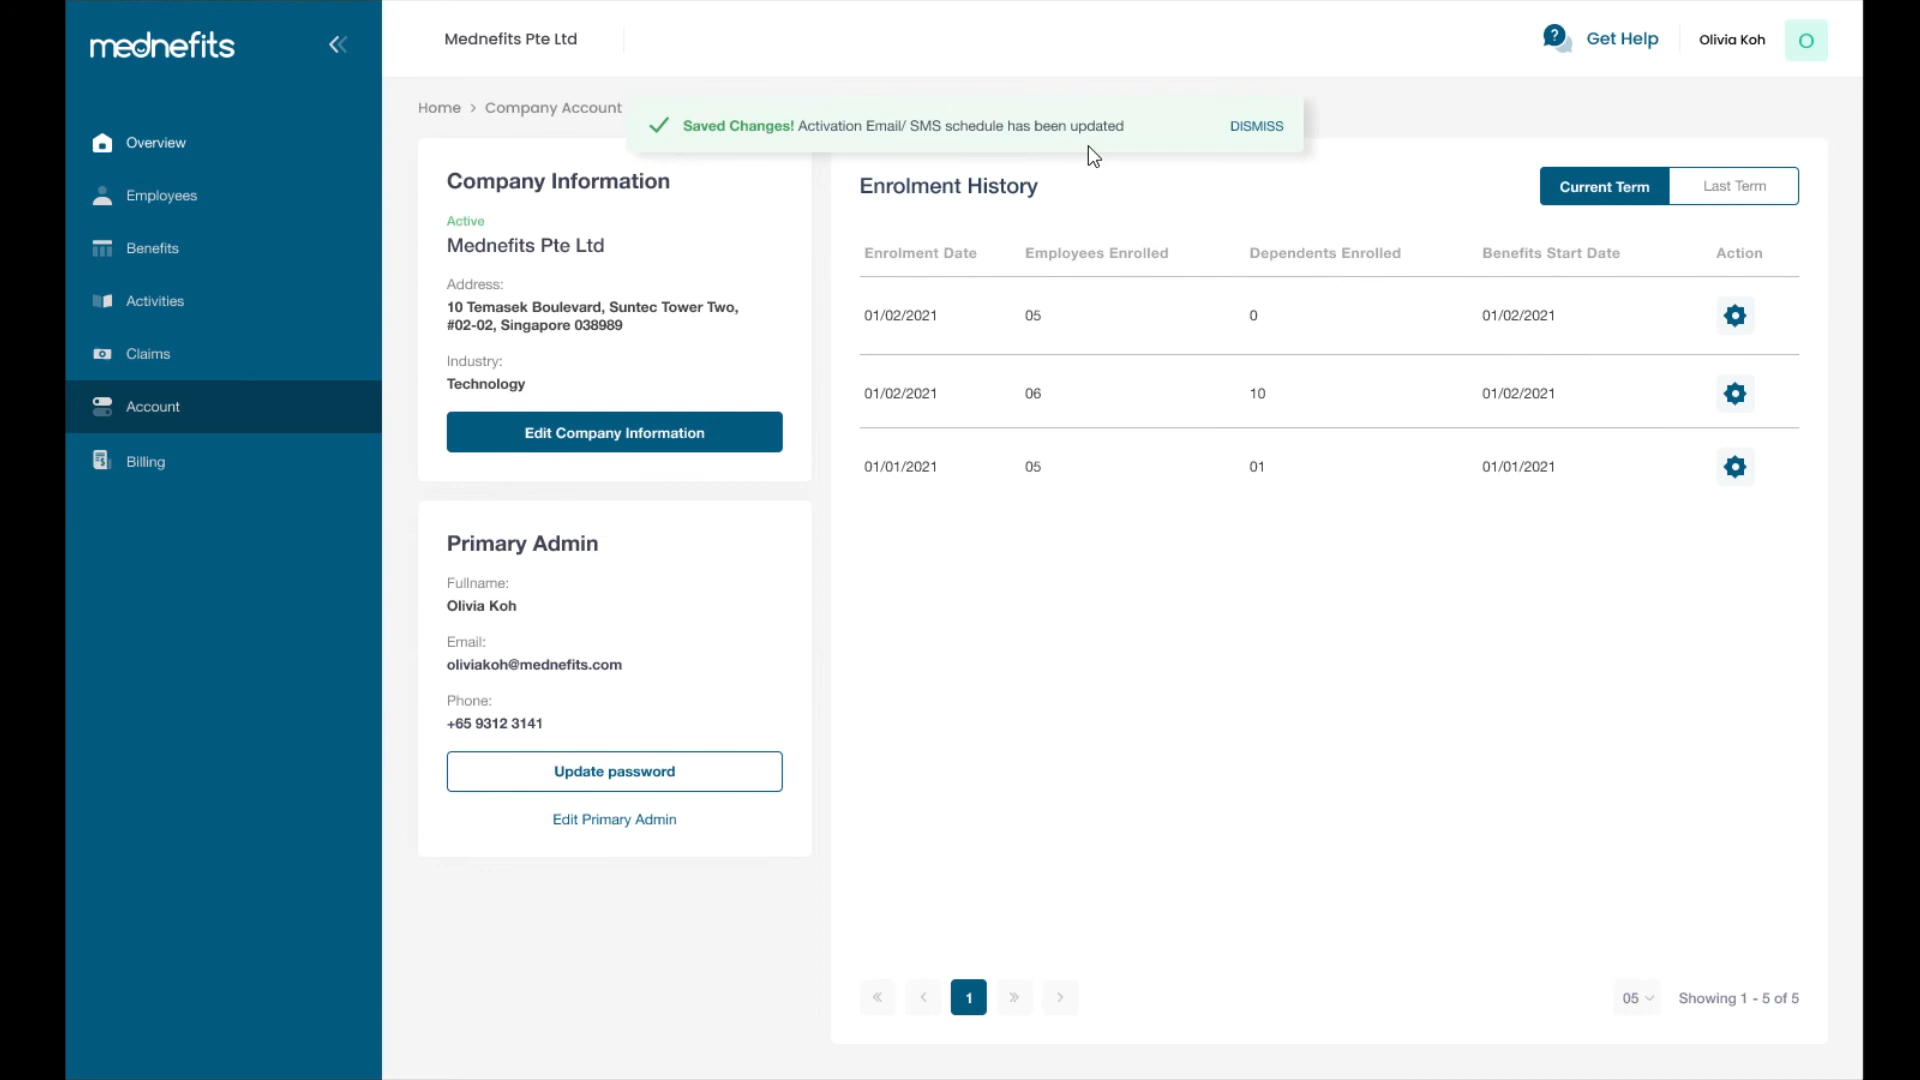 mednefits
Mednefits Pte Ltd
Get Help
Olivia Koh
O
Overview
Employees
Benefits
Activities
Claims
Account
Billing
Home > Company Account
Saved Changes! Activation Email/ SMS schedule has been updated
DISMISS
Company Information
Active
Mednefits Pte Ltd
Address:
10 Temasek Boulevard, Suntec Tower Two,
#02-02, Singapore 038989
Industry:
Technology
Edit Company Information
Primary Admin
Fullname:
Olivia Koh
Email:
oliviakoh@mednefits.com
Phone:
+65 9312 3141
Update password
Edit Primary Admin
Enrolment History
Current Term
Last Term
Enrolment Date Employees Enrolled Dependents Enrolled Benefits Start Date Action
01/02/2021 05 0 01/02/2021
01/02/2021 06 10 01/02/2021
01/01/2021 05 01 01/01/2021
« ‹ 1 » ›
05
Showing 1 - 5 of 5